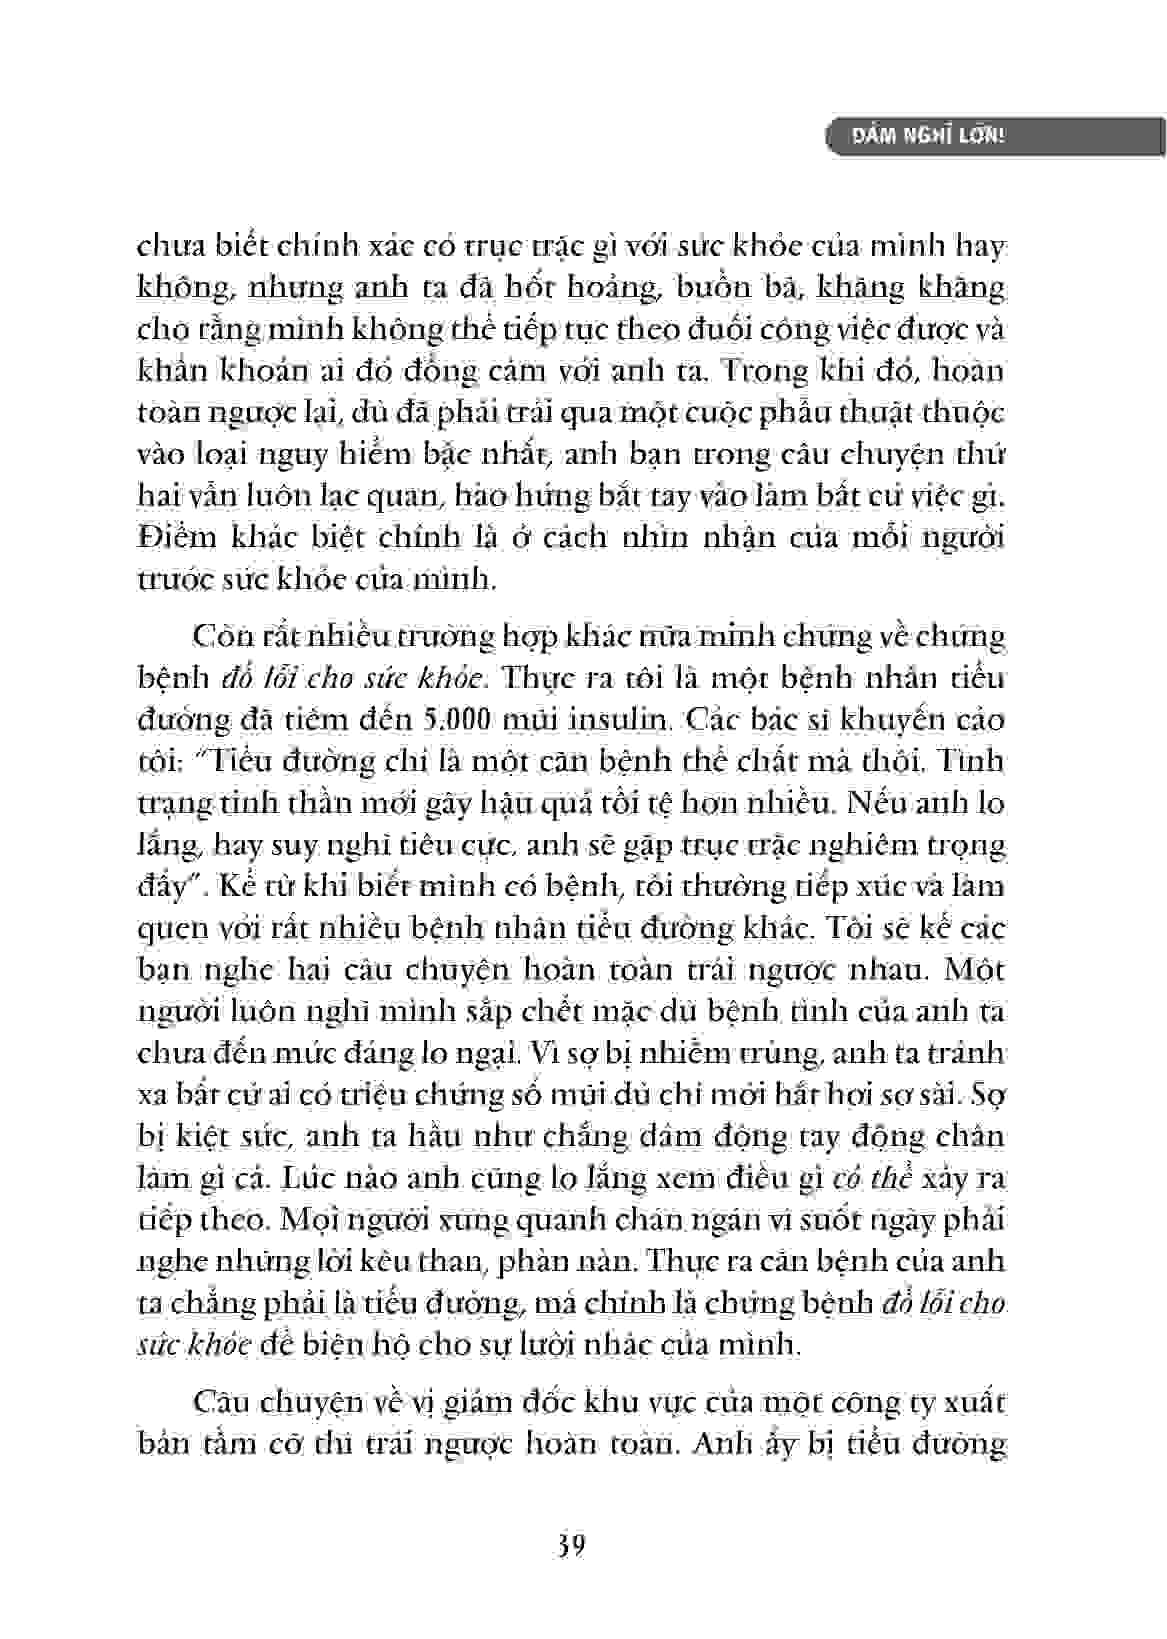 DÁM NGHĨ LỚN!
chưa biết chính xác có trục trặc gì với sức khỏe của mình hay
không, nhưng anh ta đã hốt hoảng, buồn bã, khăng khăng
cho rằng mình không thể tiếp tục theo đuổi công việc được và
khẩn khoản ai đó đồng cảm với anh ta. Trong khi đó, hoàn
toàn ngược lại, dù đã phải trải qua một cuộc phẫu thuật thuộc
vào loại nguy hiểm bậc nhất, anh bạn trong câu chuyện thứ
hai vẫn luôn lạc quan, hào hứng bắt tay vào làm bất cứ việc gì.
Điểm khác biệt chính là ở cách nhìn nhận của mỗi người
trước sức khỏe của mình.
Còn rất nhiều trường hợp khác nữa minh chứng về chứng
bệnh đổ lỗi cho sức khỏe. Thực ra tôi là một bệnh nhân tiểu
đường đã tiêm đến 5.000 mũi insulin. Các bác sĩ khuyến cáo
tôi: “Tiểu đường chỉ là một căn bệnh thể chất mà thôi. Tình
trạng tinh thần mới gây hậu quả tồi tệ hơn nhiều. Nếu anh lo
lắng, hay suy nghĩ tiêu cực, anh sẽ gặp trục trặc nghiêm trọng
đấy”. Kể từ khi biết mình có bệnh, tôi thường tiếp xúc và làm
quen với rất nhiều bệnh nhân tiểu đường khác. Tôi sẽ kể các
bạn nghe hai câu chuyện hoàn toàn trái ngược nhau. Một
người luôn nghĩ mình sắp chết mặc dù bệnh tình của anh ta
chưa đến mức đáng lo ngại. Vì sợ bị nhiễm trùng, anh ta tránh
xa bất cứ ai có triệu chứng sổ mũi dù chỉ mới hắt hơi sơ sài. Sợ
bị kiệt sức, anh ta hầu như chẳng dám động tay động chân
làm gì cả. Lúc nào anh cũng lo lắng xem điều gì có thể xảy ra
tiếp theo. Mọi người xung quanh chán ngán vì suốt ngày phải
nghe những lời kêu than, phàn nàn. Thực ra căn bệnh của anh
ta chẳng phải là tiểu đường, mà chính là chứng bệnh đổ lỗi cho
sức khỏe để biện hộ cho sự lười nhác của mình.
Câu chuyện về vị giám đốc khu vực của một công ty xuất
bản tầm cỡ thì trái ngược hoàn toàn. Anh ấy bị tiểu đường
39